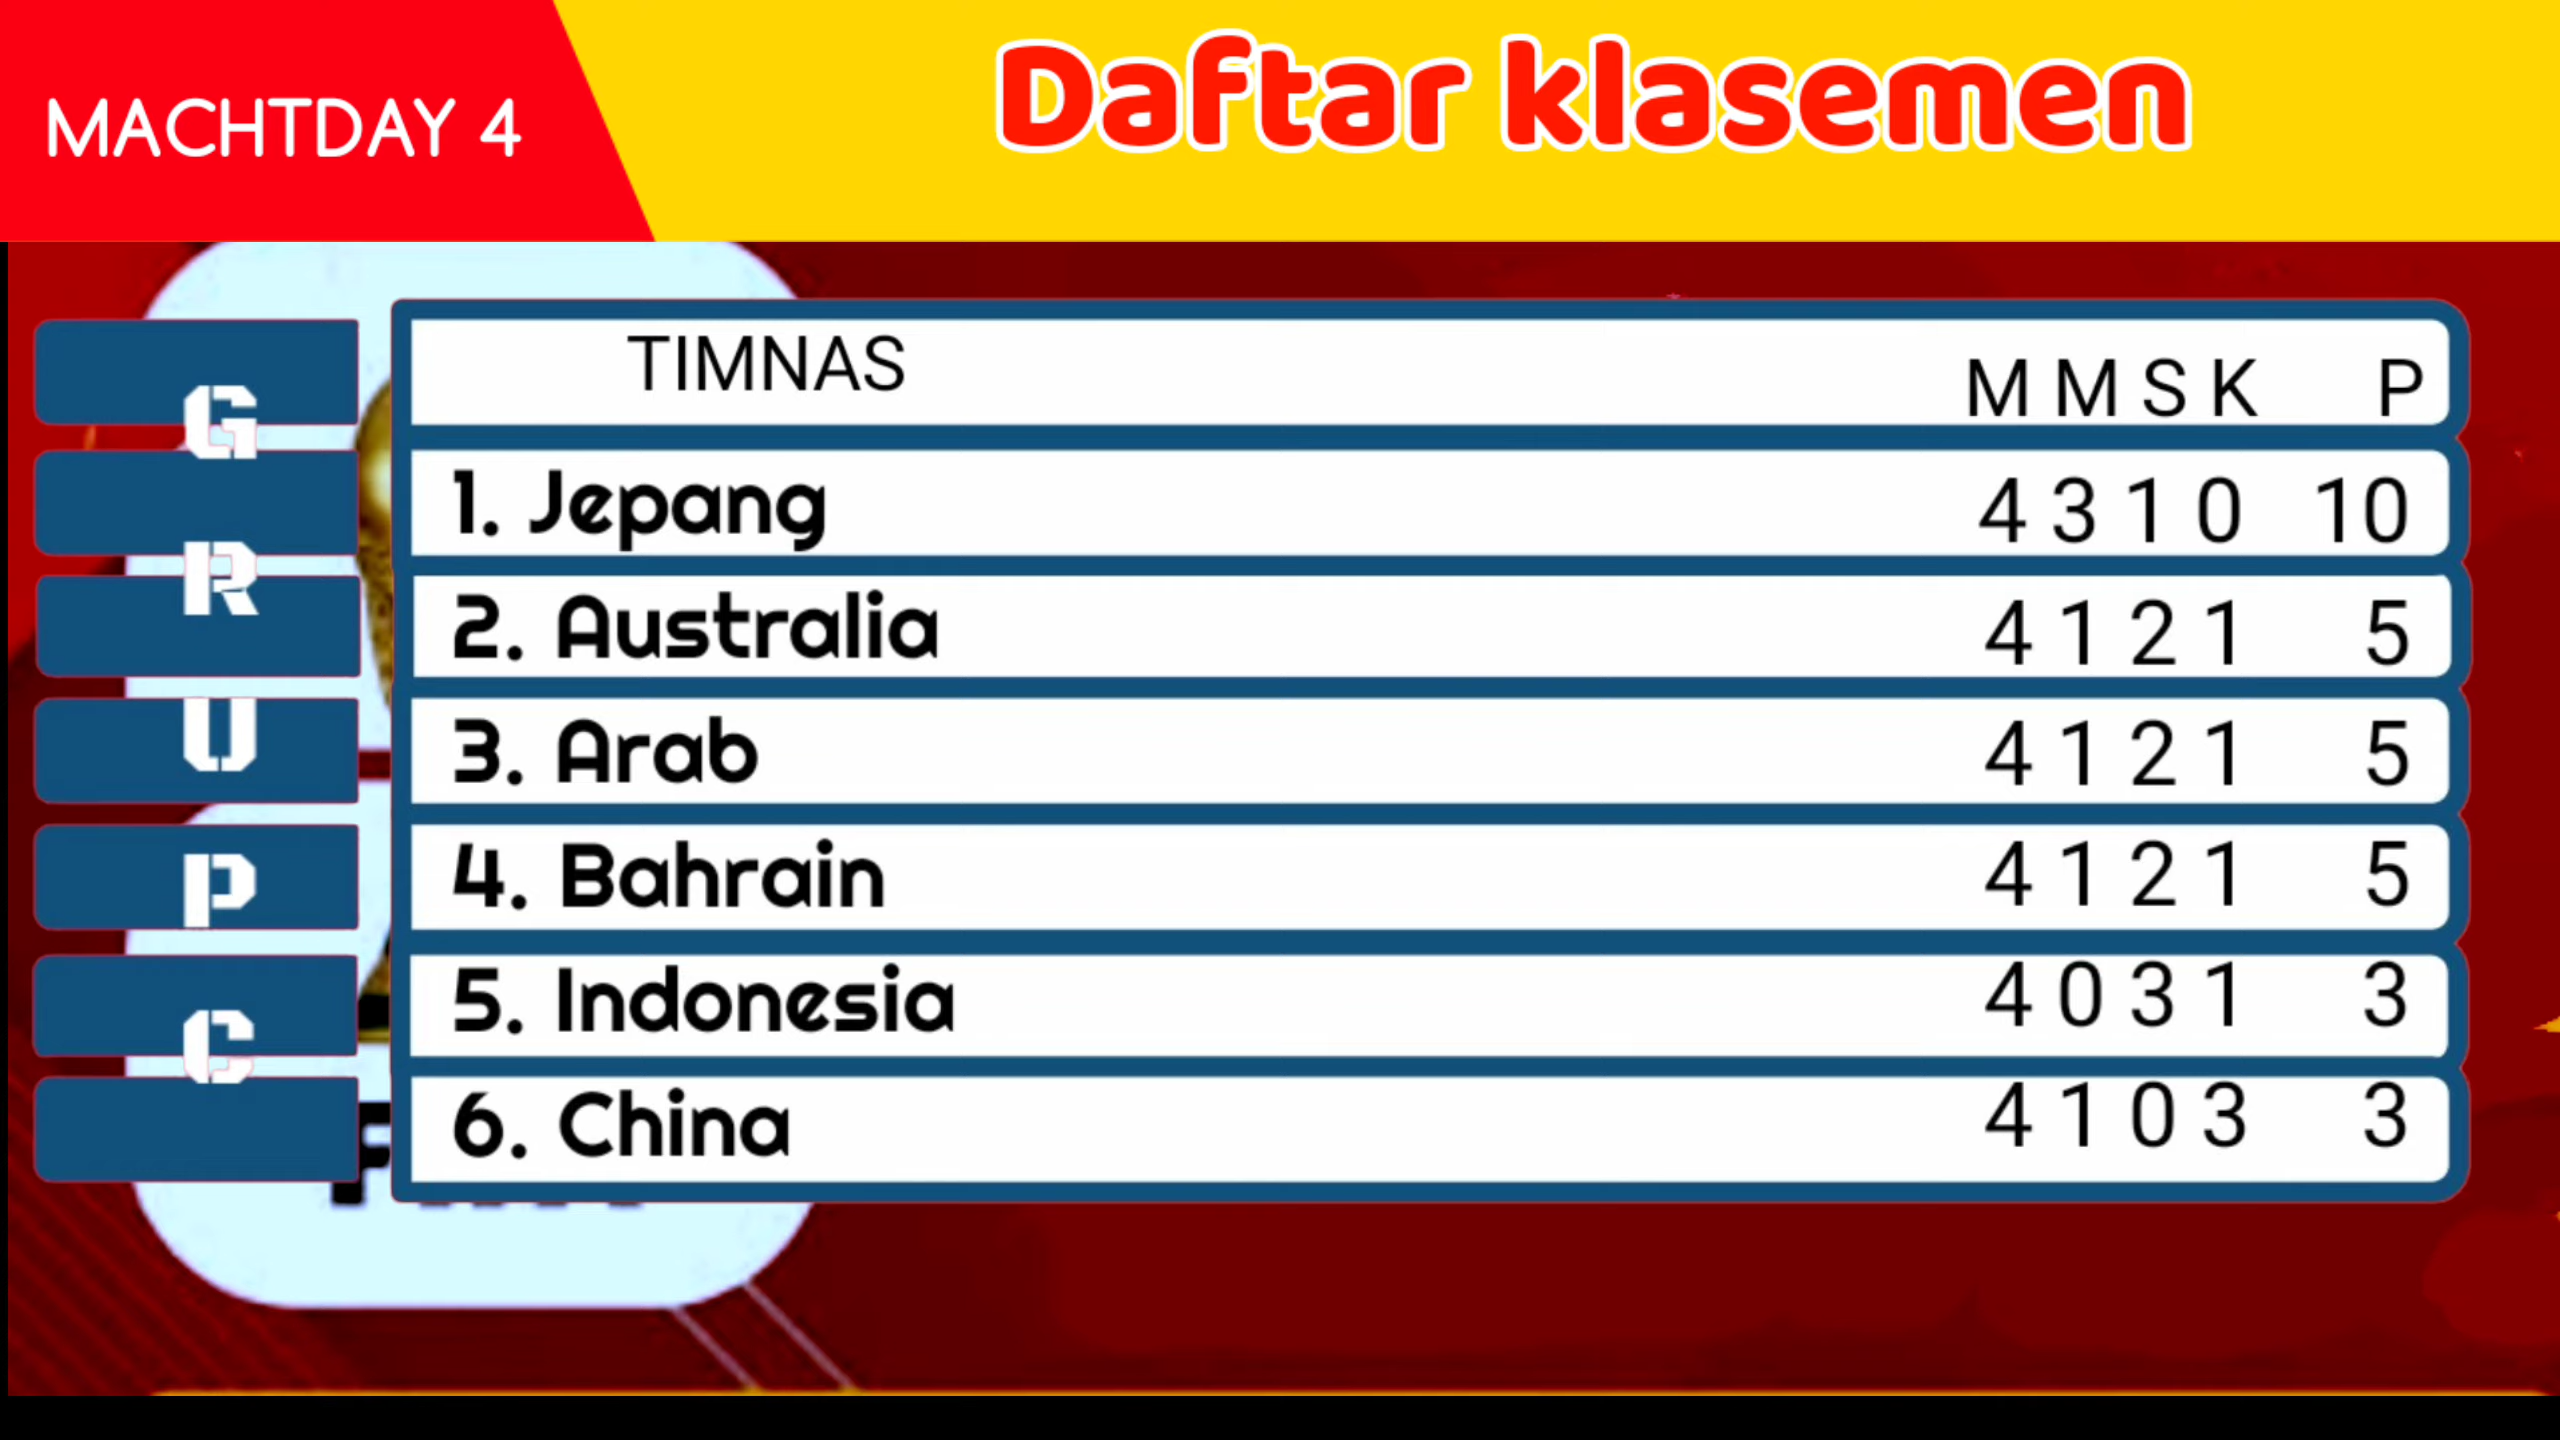 MACHTDAY 4
Daftar klasemen
G
R
U
P
C
TIMNAS M M S K P
1. Jepang 4 3 1 0 10
2. Australia 4 1 2 1 5
3. Arab 4 1 2 1 5
4. Bahrain 4 1 2 1 5
5. Indonesia 4 0 3 1 3
6. China 4 1 0 3 3